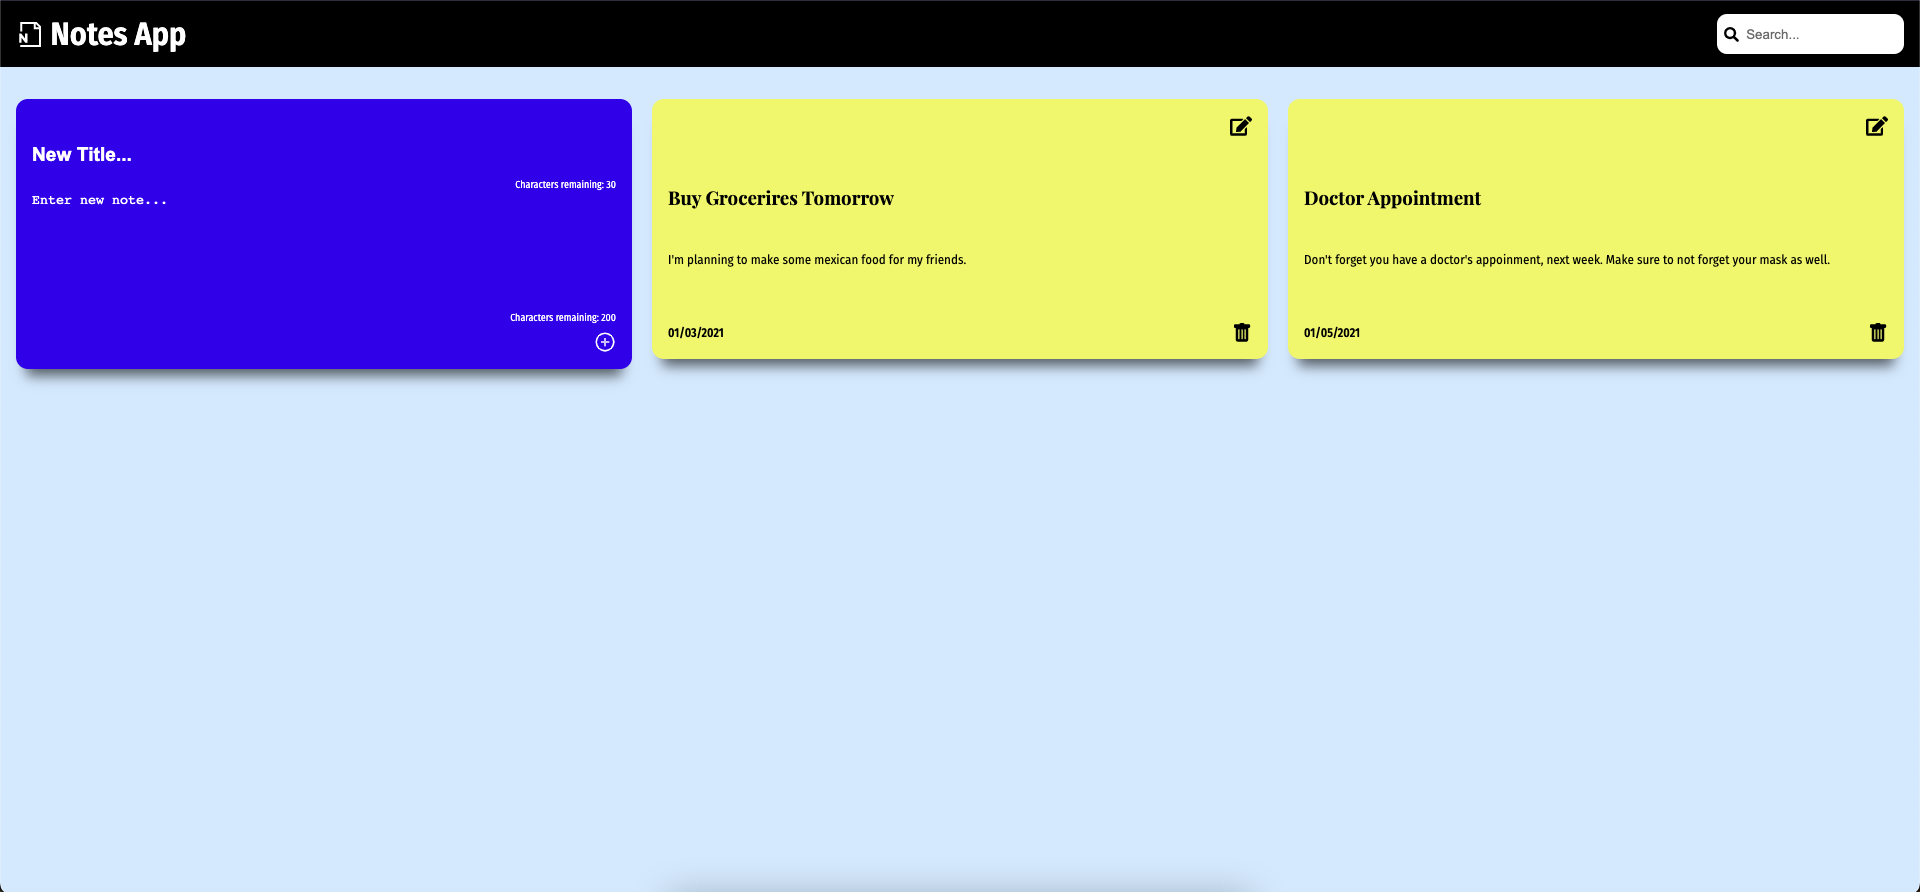 Notes App
Search...
New Title...
Characters remaining: 30
Enter new note...
Characters remaining: 200
Buy Grocerires Tomorrow
I'm planning to make some mexican food for my friends.
01/03/2021
Doctor Appointment
Don't forget you have a doctor's appoinment, next week. Make sure to not forget your mask as well.
01/05/2021